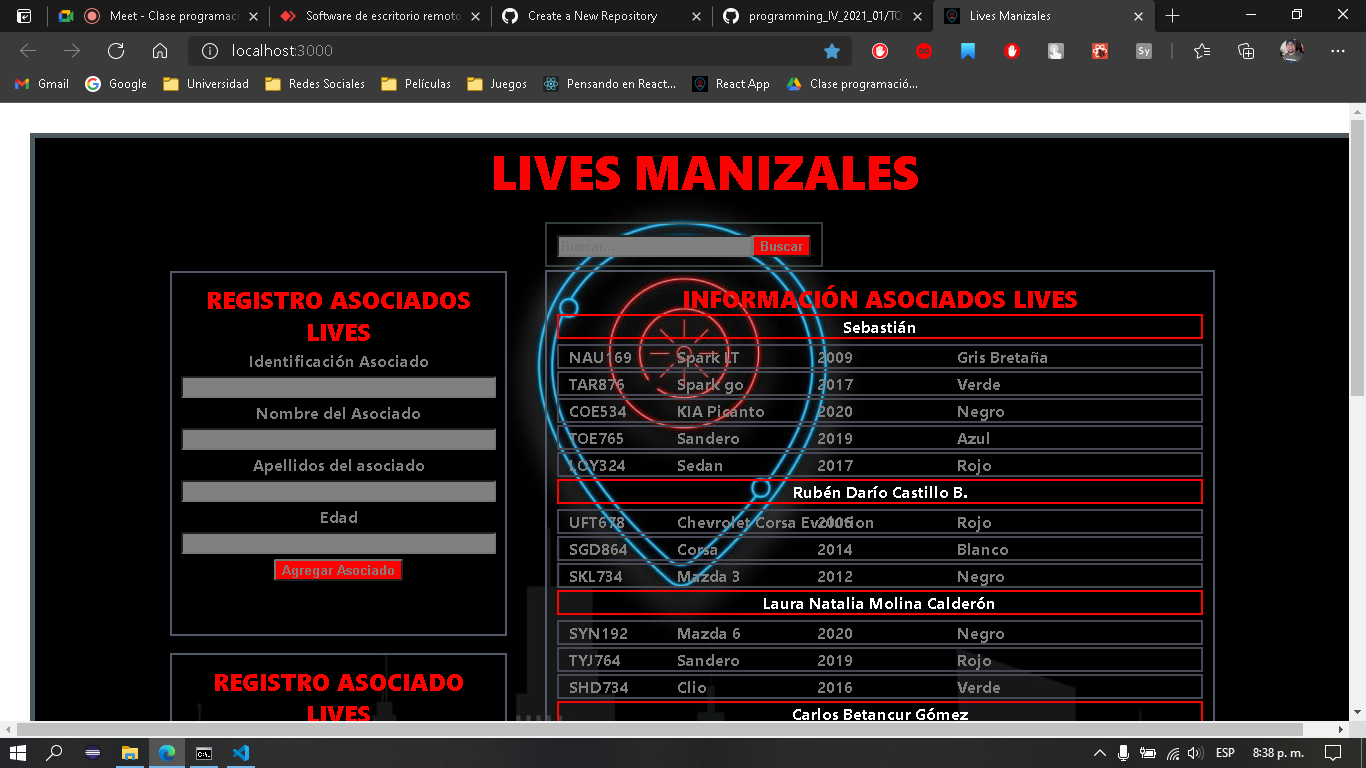 Meet - Clase programaci
Software de escritorio remoto
Create a New Repository
programming_IV_2021_01/TO
Lives Manizales
localhost:3000
Sy
Gmail
Google
Universidad
Redes Sociales
Películas
Juegos
Pensando en React...
React App
Clase programació...
LIVES MANIZALES
Buscar...
Buscar
REGISTRO ASOCIADOS
LIVES
Identificación Asociado
Nombre del Asociado
Apellidos del asociado
Edad
Agregar Asociado
REGISTRO ASOCIADO
LIVES
INFORMACIÓN ASOCIADOS LIVES
Sebastián
NAU169 Spark LT 2009 Gris Bretaña
TAR876 Spark go 2017 Verde
COE534 KIA Picanto 2020 Negro
TOE765 Sandero 2019 Azul
LOY324 Sedan 2017 Rojo
Rubén Darío Castillo B.
UFT678 Chevrolet Corsa Evolution 2006 Rojo
SGD864 Corsa 2014 Blanco
SKL734 Mazda 3 2012 Negro
Laura Natalia Molina Calderón
SYN192 Mazda 6 2020 Negro
TYJ764 Sandero 2019 Rojo
SHD734 Clio 2016 Verde
Carlos Betancur Gómez
ESP
8:38 p. m.